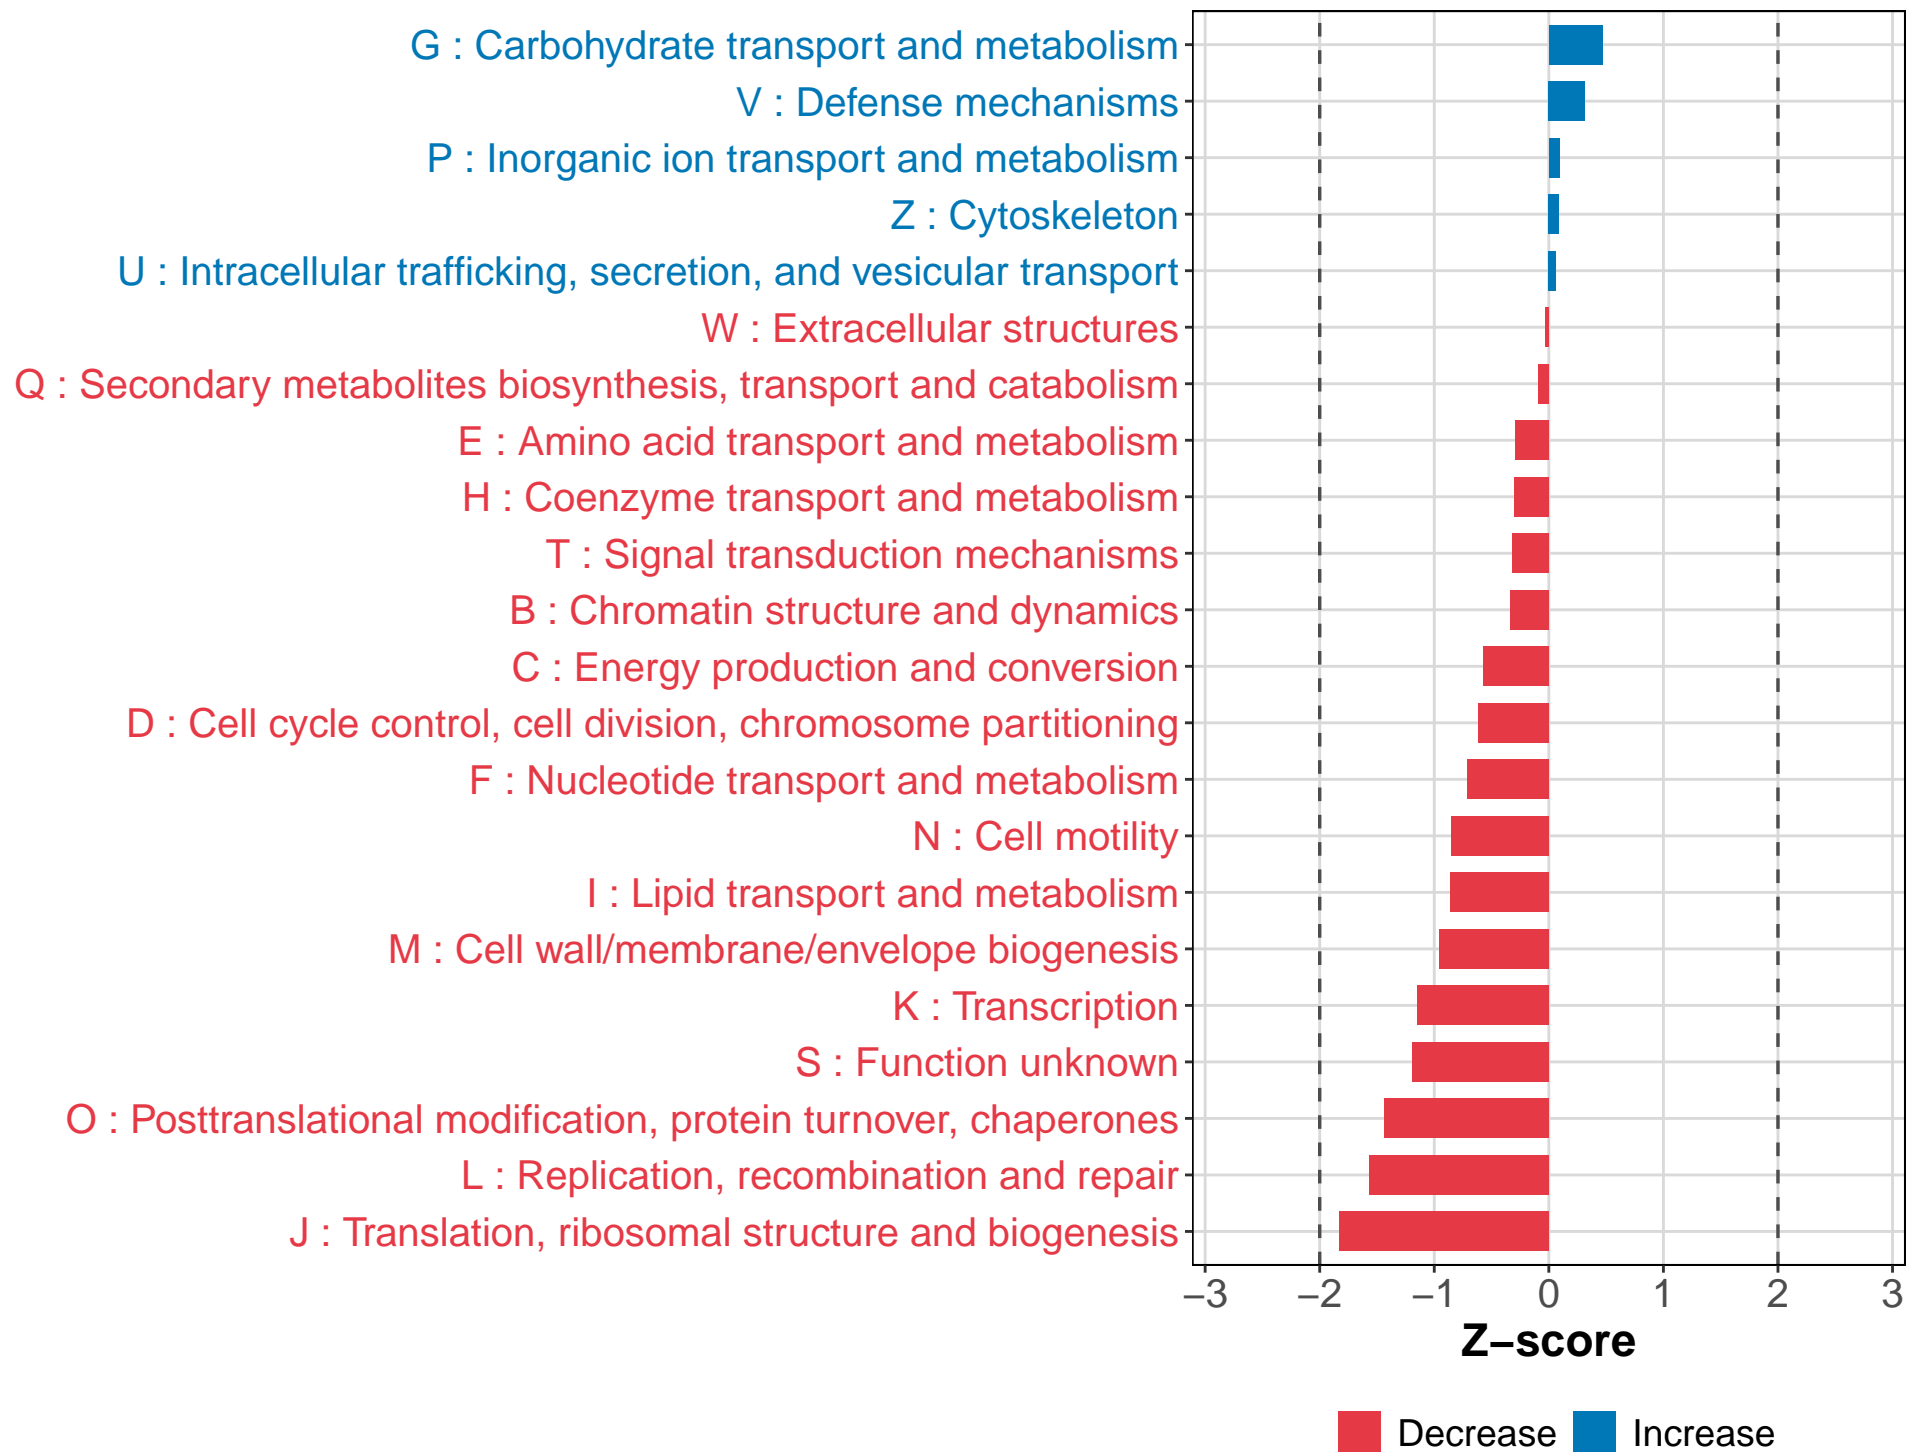 G : Carbohydrate transport and metabolism
V : Defense mechanisms
P : Inorganic ion transport and metabolism
Z : Cytoskeleton
U : Intracellular trafficking, secretion, and vesicular transport
W : Extracellular structures
Q : Secondary metabolites biosynthesis, transport and catabolism
E : Amino acid transport and metabolism
H : Coenzyme transport and metabolism
T : Signal transduction mechanisms
B : Chromatin structure and dynamics
C : Energy production and conversion
D : Cell cycle control, cell division, chromosome partitioning
F : Nucleotide transport and metabolism
N : Cell motility
I : Lipid transport and metabolism
M : Cell wall/membrane/envelope biogenesis
K : Transcription
S : Function unknown
O : Posttranslational modification, protein turnover, chaperones
L : Replication, recombination and repair
J : Translation, ribosomal structure and biogenesis
−3 −2 −1 0 1 2 3
Z−score
Decrease Increase